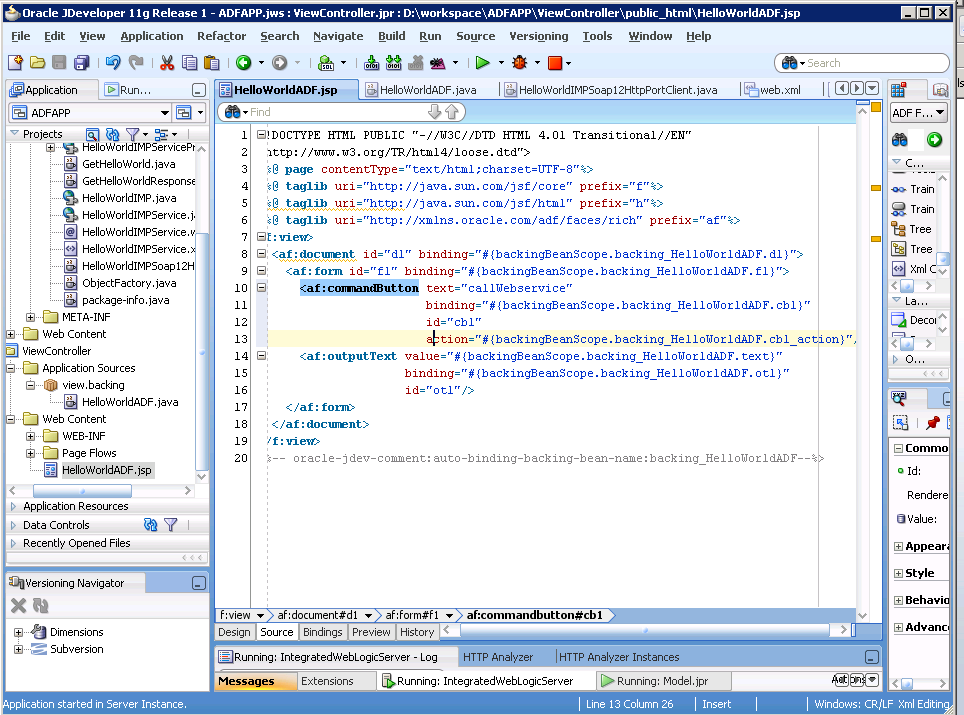 Oracle JDeveloper 11g Release 1 - ADFAPP.jws : ViewController.jpr : D:\workspace\ADFAPP\ViewController\public_html\HelloWorldADF.jsp
File Edit View Application Refactor Search Navigate Build Run Source Versioning Tools Window Help
Search
Application Run...
HelloWorldADF.jsp HelloWorldADF.java HelloWorldIMPSoap12HttpPortClient.java web.xml
ADFAPP
Find
ADF F...
Projects
HelloWorldIMPServicePr
GetHelloWorld.java
GetHelloWorldResponse
HelloWorldIMP.java
HelloWorldIMPService.j
HelloWorldIMPService.w
HelloWorldIMPService.x
HelloWorldIMPSoap12H
ObjectFactory.java
package-info.java
META-INF
Web Content
ViewController
Application Sources
view.backing
HelloWorldADF.java
Web Content
WEB-INF
Page Flows
HelloWorldADF.jsp
Application Resources
Data Controls
Recently Opened Files
Versioning Navigator
Dimensions
Subversion
1 !DOCTYPE HTML PUBLIC "-//W3C//DTD HTML 4.01 Transitional//EN"
2 http://www.w3.org/TR/html4/loose.dtd">
3 %@ page contentType="text/html;charset=UTF-8"%>
4 %@ taglib uri="http://java.sun.com/jsf/core" prefix="f"%>
5 %@ taglib uri="http://java.sun.com/jsf/html" prefix="h"%>
6 %@ taglib uri="http://xmlns.oracle.com/adf/faces/rich" prefix="af"%>
7 f:view>
8 <af:document id="d1" binding="#{backingBeanScope.backing_HelloWorldADF.d1}">
9 <af:form id="f1" binding="#{backingBeanScope.backing_HelloWorldADF.f1}">
10 <af:commandButton text="callWebservice"
11 binding="#{backingBeanScope.backing_HelloWorldADF.cb1}"
12 id="cb1"
13 action="#{backingBeanScope.backing_HelloWorldADF.cb1_action}"/
14 <af:outputText value="#{backingBeanScope.backing_HelloWorldADF.text}"
15 binding="#{backingBeanScope.backing_HelloWorldADF.ot1}"
16 id="ot1"/>
17 </af:form>
18 </af:document>
19 /f:view>
20 %-- oracle-jdev-comment:auto-binding-backing-bean-name:backing_HelloWorldADF--%>
f:view af:document#d1 af:form#f1 af:commandbutton#cb1
Design Source Bindings Preview History
Running: IntegratedWebLogicServer - Log HTTP Analyzer HTTP Analyzer Instances
Messages Extensions Running: IntegratedWebLogicServer Running: Model.jpr Actions
C...
Train
Train
Tree
Tree
Xml C
La...
Decor
O...
Commo
Id:
Rendere
Value:
Appeara
Style
Behavio
Advanc
Application started in Server Instance. Line 13 Column 26 Insert Windows: CR/LF Xml Editing